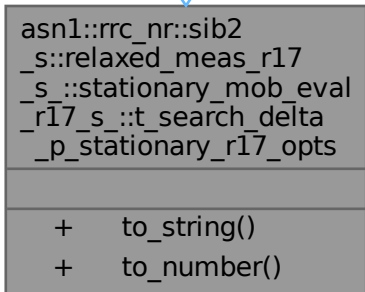 asn1::rrc_nr::sib2
_s::relaxed_meas_r17
_s_::stationary_mob_eval
_r17_s_::t_search_delta
_p_stationary_r17_opts
+ to_string()
+ to_number()